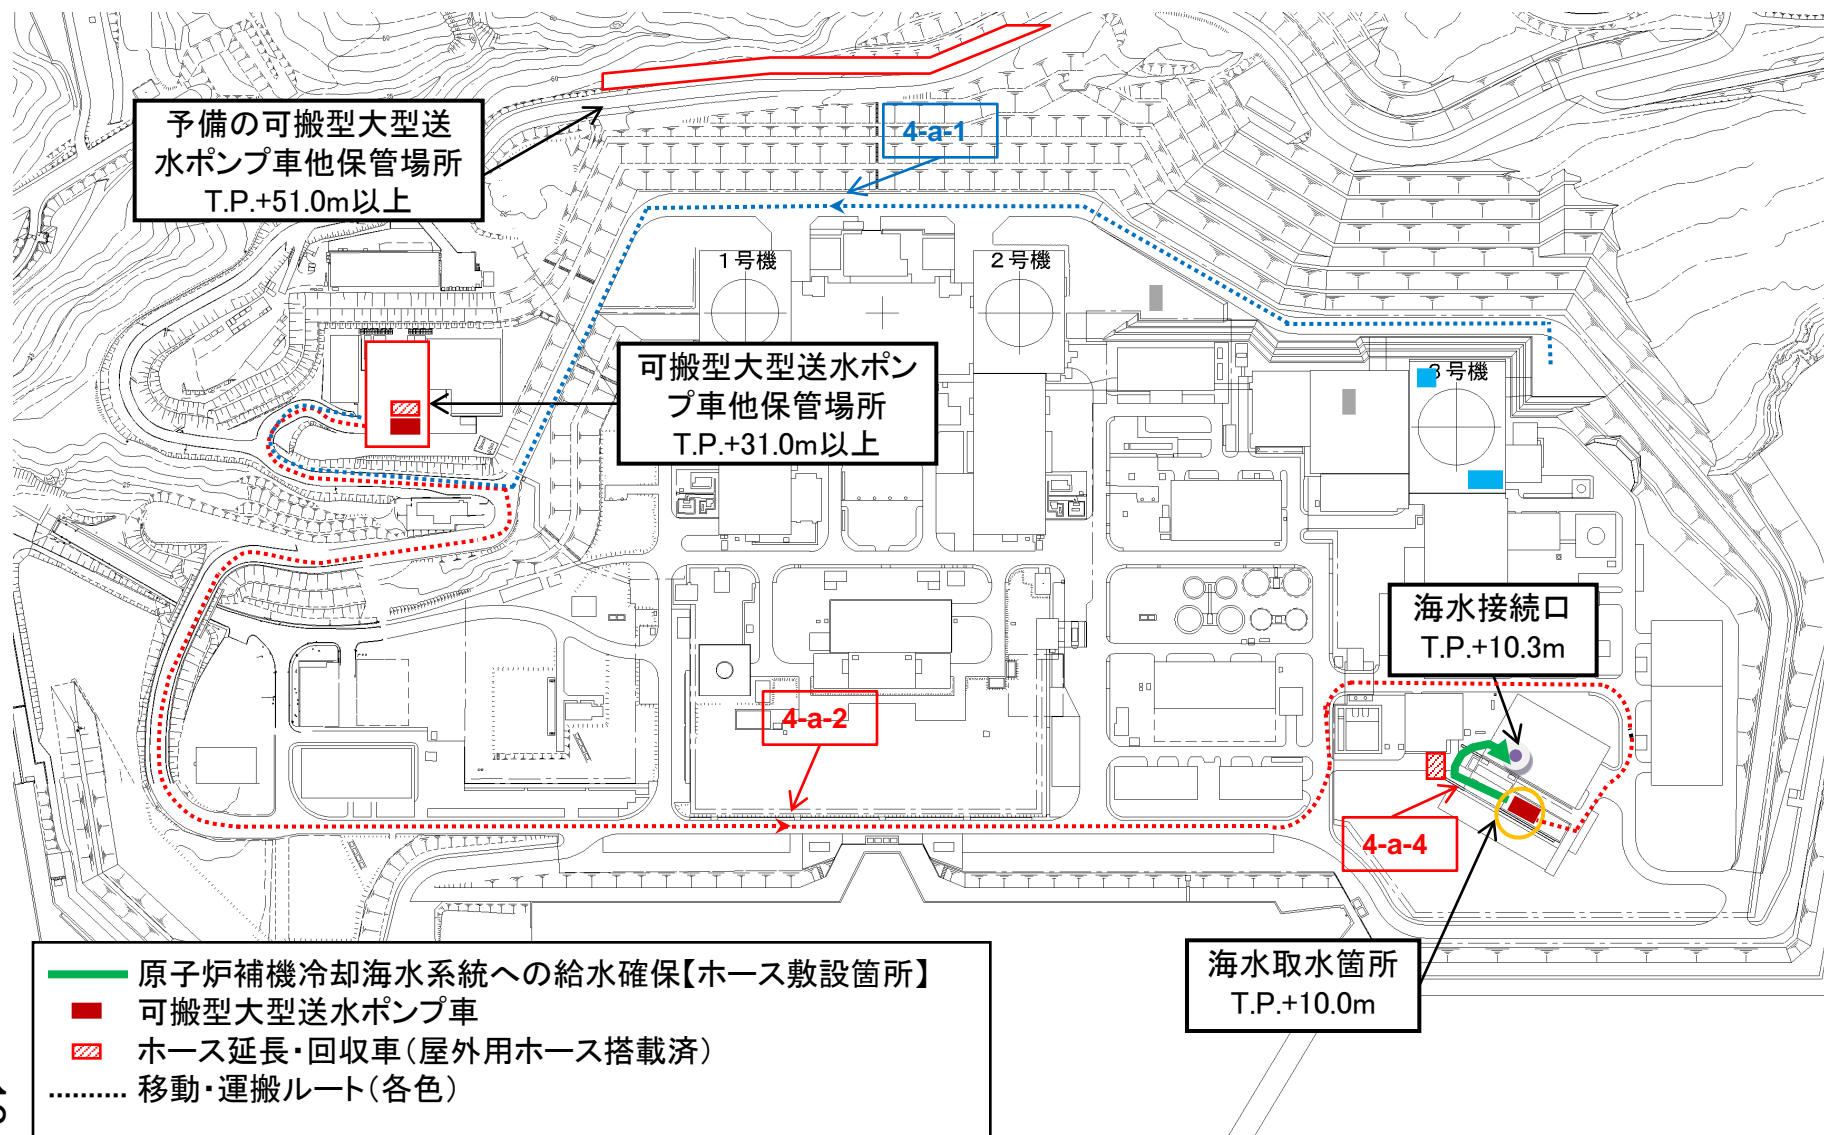 予備の可搬型大型送
水ポンプ車他保管場所
T.P.+51.0m以上
4-a-1
1号機
2号機
可搬型大型送水ポン
プ車他保管場所
T.P.+31.0m以上
3号機
海水接続口
T.P.+10.3m
4-a-2
4-a-4
海水取水箇所
T.P.+10.0m
原子炉補機冷却海水系統への給水確保【ホース敷設箇所】
可搬型大型送水ポンプ車
ホース延長・回収車(屋外用ホース搭載済)
移動・運搬ルート(各色)